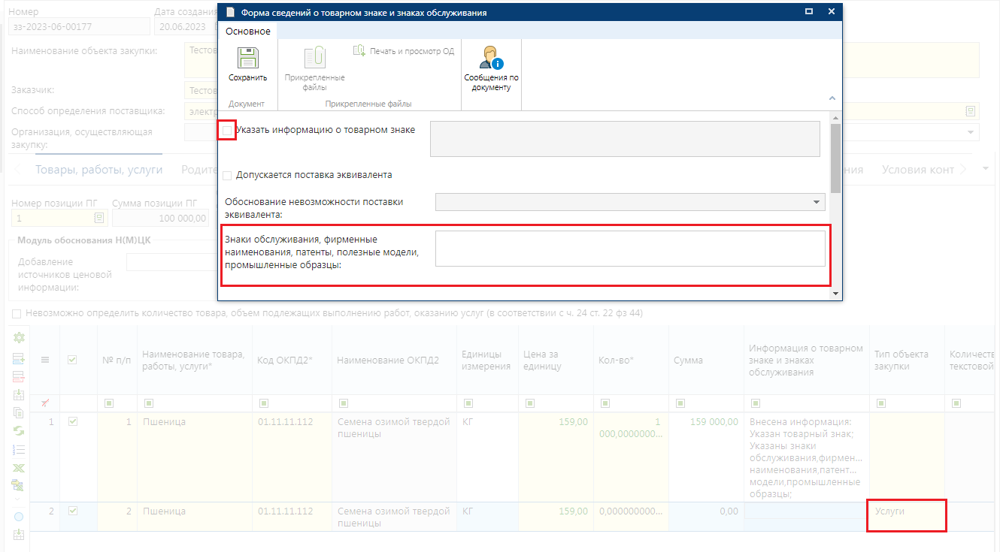 Номер
Дата создания
зз-2023-06-00177
20.06.2023
Наименование объекта закупки:
Тестов
Заказчик:
Тестов
Способ определения поставщика:
электр
Организация, осуществляющая
закупку:
Форма сведений о товарном знаке и знаках обслуживания
Основное
Сохранить
Документ
Прикрепленные
файлы
Печать и просмотр ОД
Прикрепленные файлы
Сообщения по
документу
Указать информацию о товарном знаке
Допускается поставка эквивалента
Обоснование невозможности поставки
эквивалента:
Знаки обслуживания, фирменные
наименования, патенты, полезные модели,
промышленные образцы:
Товары, работы, услуги
Родите
ния
Условия конт
Номер позиции ПГ
Сумма позиции ПГ
1
100 000,00
Модуль обоснования Н(М)ЦК
Добавление
источников ценовой
информации:
Невозможно определить количество товара, объем подлежащих выполнению работ, оказанию услуг (в соответствии с ч. 24 ст. 22 фз 44)
№ п/п
Наименование товара,
работы, услуги*
Код ОКПД2*
Наименование ОКПД2
Единицы
измерения
Цена за
единицу
Кол-во*
Сумма
Информация о товарном
знаке и знаках
обслуживания
Тип объекта
закупки
Количеств
текстовой
1
1
Пшеница
01.11.11.112
Семена озимой твердой
пшеницы
КГ
159,00
1
000,0000000...
159 000,00
Внесена информация:
Указан товарный знак;
Указаны знаки
обслуживания,фирмен...
наименования,патент...
модели,промышленные
образцы;
2
2
Пшеница
01.11.11.112
Семена озимой твердой
пшеницы
КГ
159,00
0,000000000...
0,00
Услуги